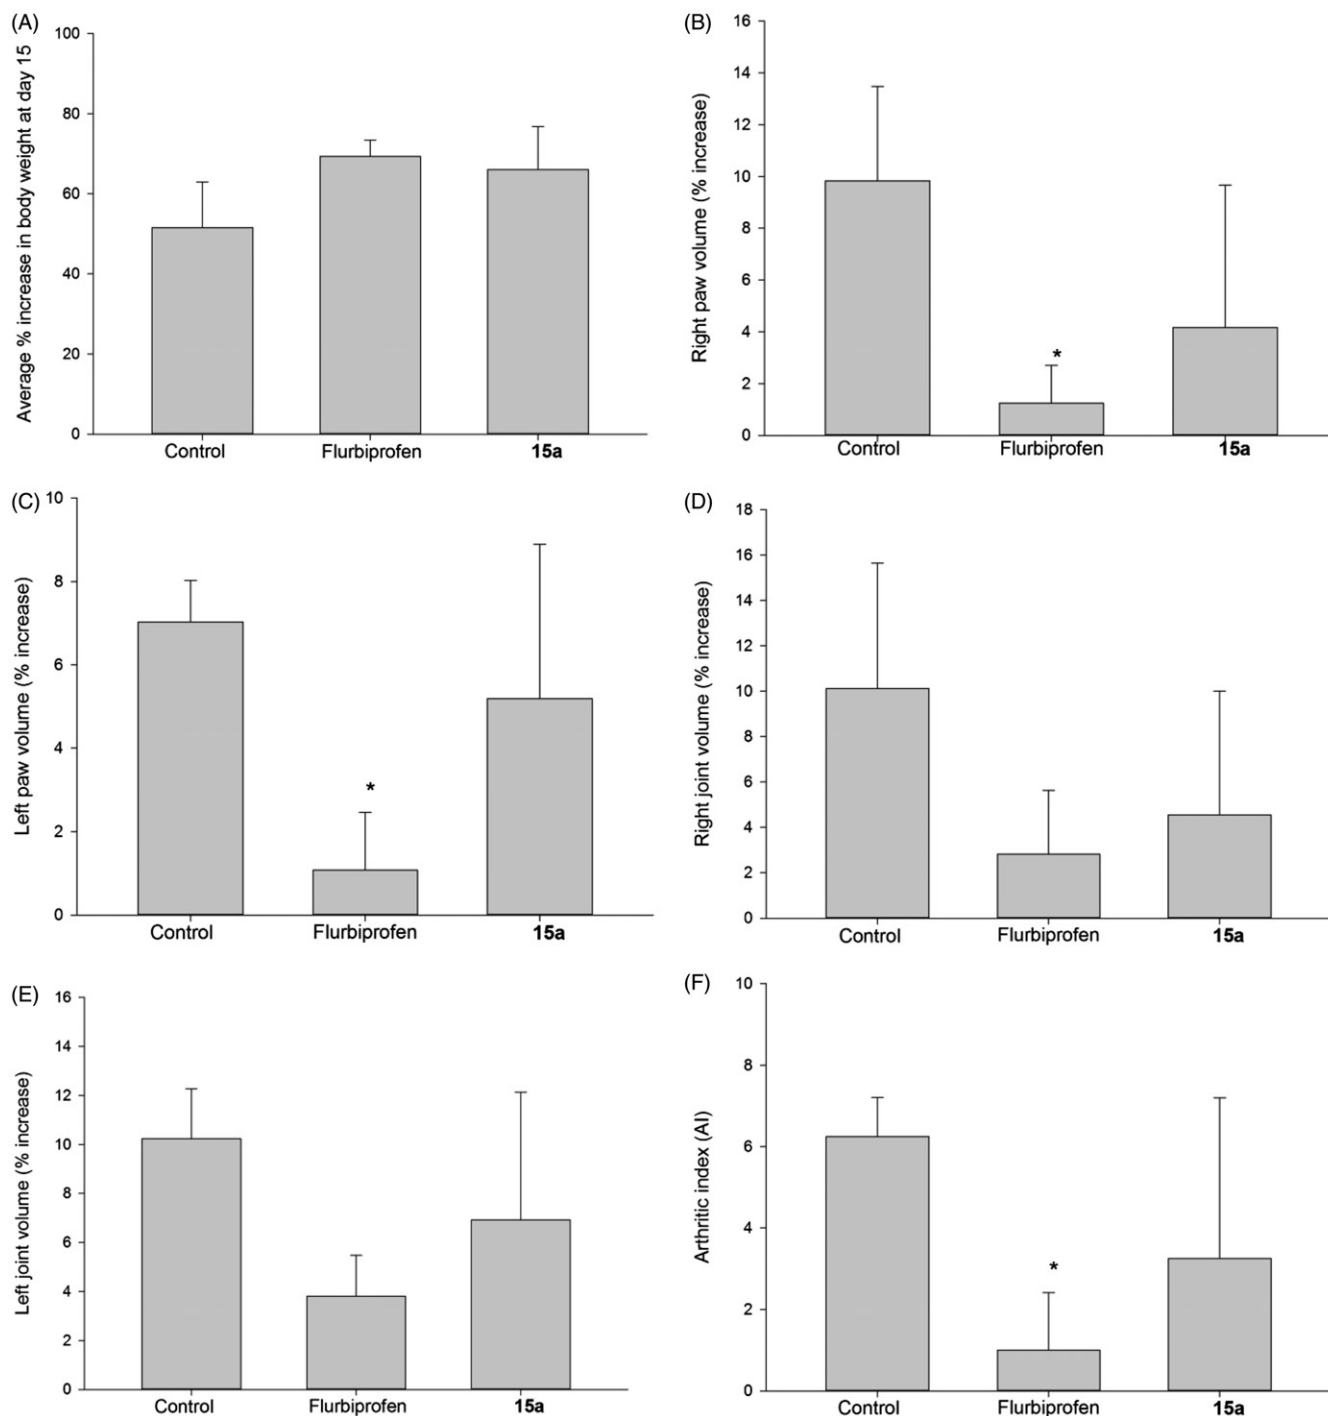 (A)
Average % increase in body weight at day 15
100
80
60
40
20
0
Control Flurbiprofen 15a
(B)
Right paw volume (% increase)
16
14
12
10
8
6
4
2
0
*
Control Flurbiprofen 15a
(C)
Left paw volume (% increase)
10
8
6
4
2
0
*
Control Flurbiprofen 15a
(D)
Right joint volume (% increase)
18
16
14
12
10
8
6
4
2
0
Control Flurbiprofen 15a
(E)
Left joint volume (% increase)
16
14
12
10
8
6
4
2
0
Control Flurbiprofen 15a
(F)
Arthritic index (AI)
10
8
6
4
2
0
*
Control Flurbiprofen 15a